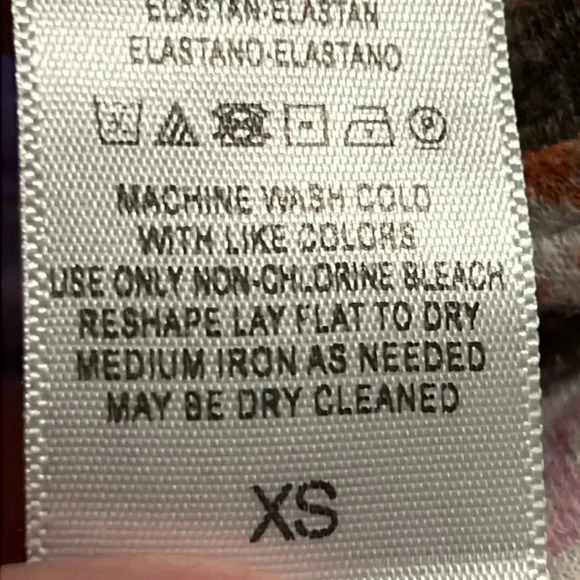 ELASTAN-ELASTAN
ELASTANO-ELASTANO
MACHINE WASH COLD
WITH LIKE COLORS
USE ONLY NON-CHLORINE BLEACH
RESHAPE LAY FLAT TO DRY
MEDIUM IRON AS NEEDED
MAY BE DRY CLEANED
XS